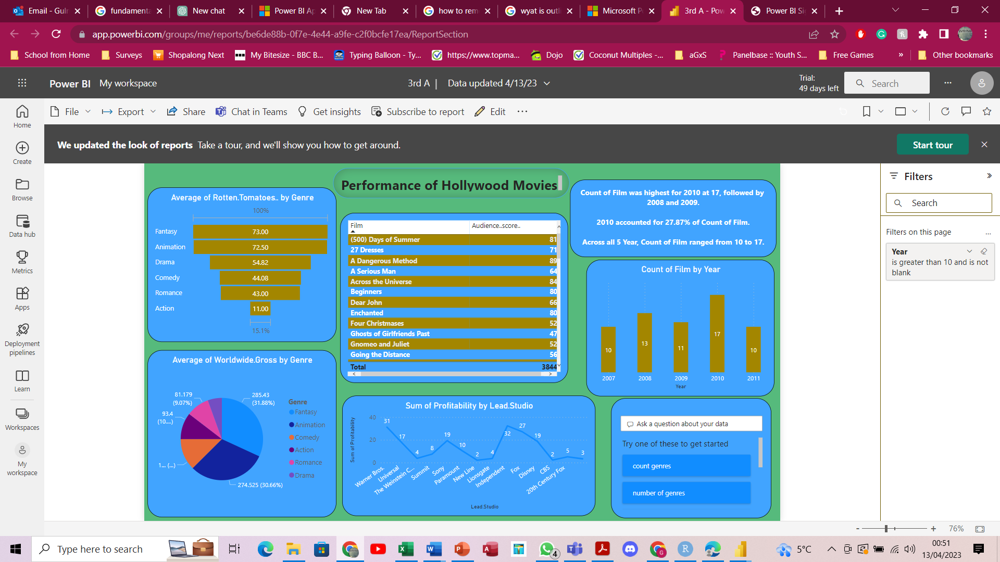 Email - Guln
fundamenta
New chat
Power BI Ap
New Tab
how to rem
wyat is outli
Microsoft Po
3rd A - Pow
Power BI Si
app.powerbi.com/groups/me/reports/be6de88b-0f7e-4e44-a9fe-c2f0bcfe17ea/ReportSection
School from Home
Surveys
Shopalong Next
My Bitesize - BBC B...
Typing Balloon - Ty...
https://www.topma...
Dojo
Coconut Multiples -...
aGxS
Panelbase :: Youth S...
Free Games
»
Other bookmarks
Power BI My workspace
3rd A | Data updated 4/13/23
Trial:
49 days left
Search
File
Export
Share
Chat in Teams
Get insights
Subscribe to report
Edit
We updated the look of reports Take a tour, and we'll show you how to get around.
Start tour
Home
Create
Browse
Data hub
Metrics
Apps
Deployment
pipelines
Learn
Workspaces
My
workspace
Performance of Hollywood Movies
Average of Rotten.Tomatoes.. by Genre
100%
Fantasy 73.00
Animation 72.50
Drama 54.82
Comedy 44.08
Romance 43.00
Action 11.00
15.1%
Film Audience..score..
(500) Days of Summer 81
27 Dresses 71
A Dangerous Method 89
A Serious Man 64
Across the Universe 84
Beginners 80
Dear John 66
Enchanted 80
Four Christmases 52
Ghosts of Girlfriends Past 47
Gnomeo and Juliet 52
Going the Distance 56
Total 3844
Count of Film was highest for 2010 at 17, followed by
2008 and 2009.
2010 accounted for 27.87% of Count of Film.
Across all 5 Year, Count of Film ranged from 10 to 17.
Count of Film by Year
10 13 11 17 10
2007 2008 2009 2010 2011
Year
Average of Worldwide.Gross by Genre
81.179
(9.07%)
285.43
(31.88%)
93.4
(10....)
1... (...)
274.525 (30.66%)
Genre
Fantasy
Animation
Comedy
Action
Romance
Drama
Sum of Profitability by Lead.Studio
Sum of Profitability
40
20
0
31 17 4 8 19 10 2 4 32 27 19 2 5 3
Warner Bros.
Universal
The Weinstein C...
Summit
Sony
Paramount
New Line
Lionsgate
Independent
Fox
Disney
CBS
20th Century Fox
Lead.Studio
Ask a question about your data
Try one of these to get started
count genres
number of genres
Filters
»
Search
Filters on this page
...
Year
is greater than 10 and is not
blank
- + 76%
Type here to search
4
5°C
00:51
13/04/2023